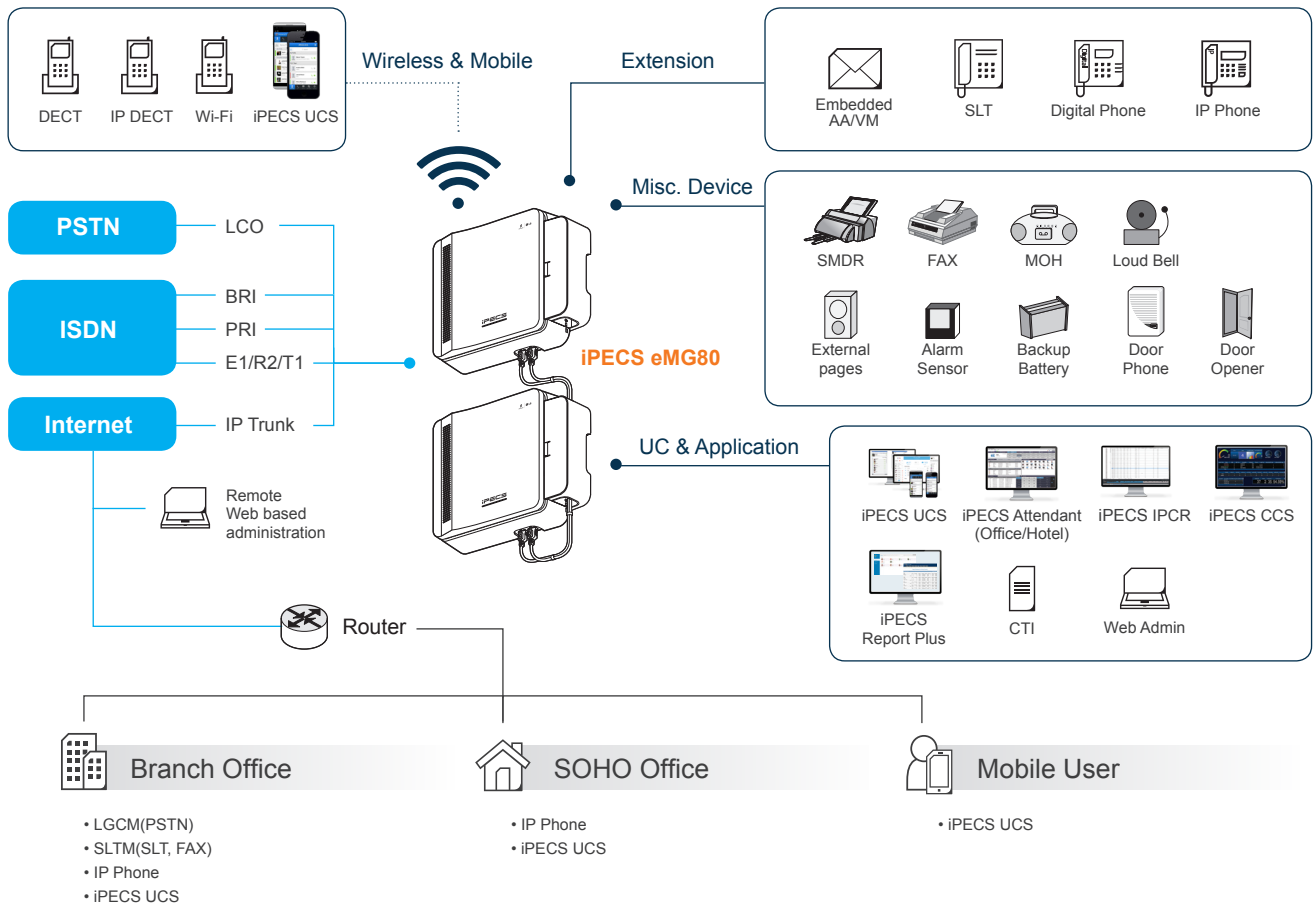 Wireless & Mobile
DECT
IP DECT
Wi-Fi
iPECS UCS
Extension
Embedded
AA/VM
SLT
Digital Phone
IP Phone
Digital
IP
Misc. Device
SMDR
FAX
MOH
Loud Bell
External
pages
Alarm
Sensor
Backup
Battery
Door
Phone
Door
Opener
PSTN
LCO
ISDN
BRI
PRI
E1/R2/T1
Internet
IP Trunk
iPECS
iPECS eMG80
iPECS
Remote
Web based
administration
UC & Application
iPECS UCS
iPECS Attendant
(Office/Hotel)
iPECS IPCR
iPECS CCS
iPECS
Report Plus
CTI
Web Admin
Router
Branch Office
• LGCM(PSTN)
• SLTM(SLT, FAX)
• IP Phone
• iPECS UCS
SOHO Office
• IP Phone
• iPECS UCS
Mobile User
• iPECS UCS